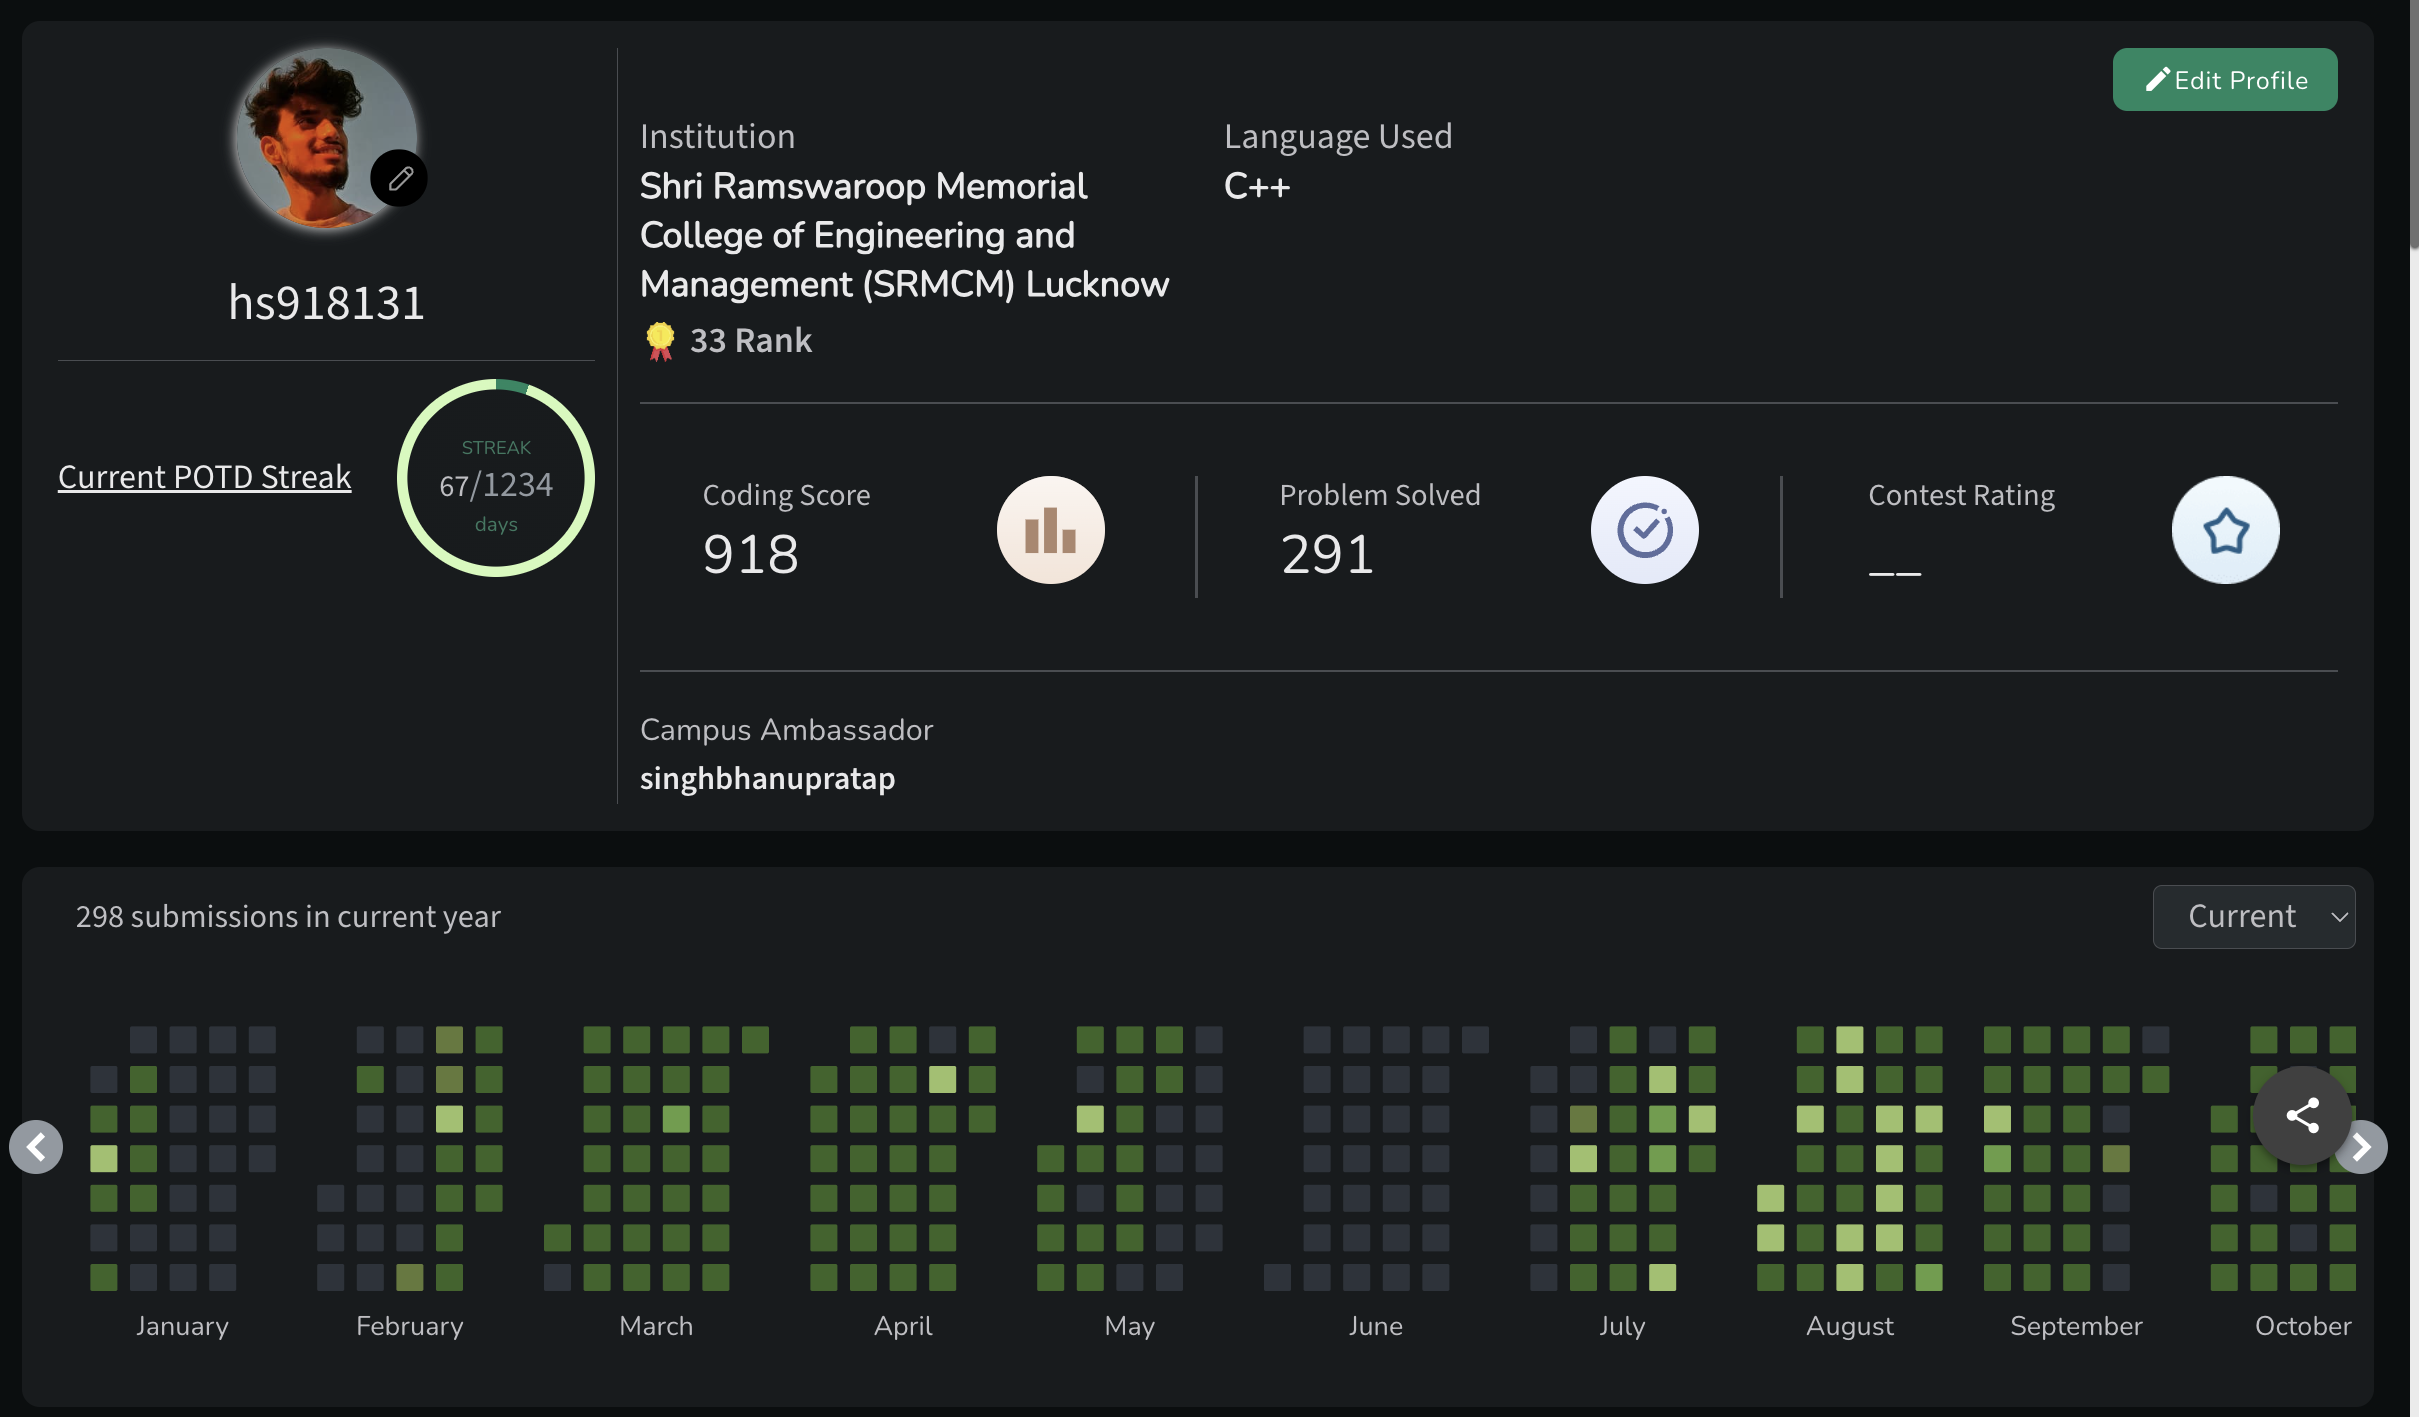 Edit Profile
hs918131
Current POTD Streak
STREAK
67/1234
days
Institution
Shri Ramswaroop Memorial
College of Engineering and
Management (SRMCM) Lucknow
33 Rank
Language Used
C++
Coding Score
918
Problem Solved
291
Contest Rating
__
Campus Ambassador
singhbhanupratap
298 submissions in current year
Current
January
February
March
April
May
June
July
August
September
October